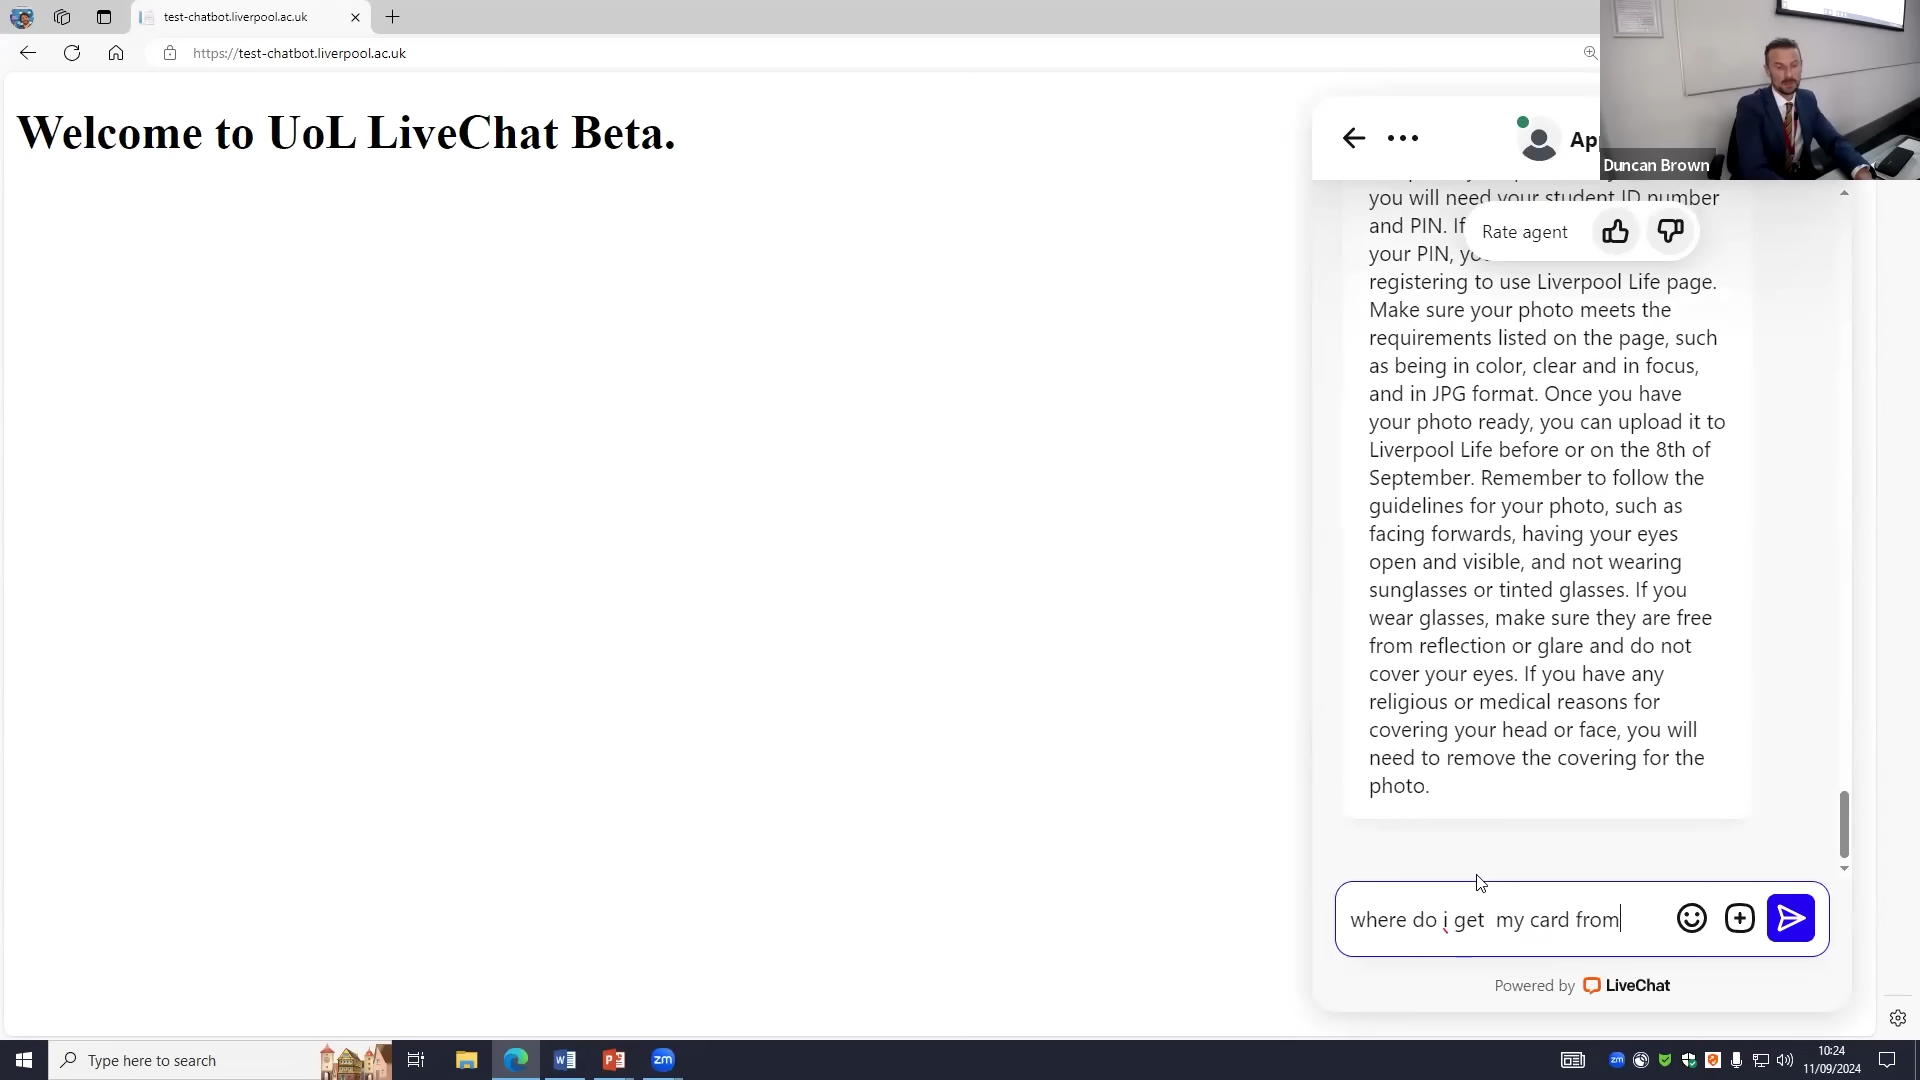 test-chatbot.liverpool.ac.uk
https://test-chatbot.liverpool.ac.uk
Welcome to UoL LiveChat Beta.
Ap
Duncan Brown
you will need your student ID number
and PIN. If
Rate agent
your PIN,
registering to use Liverpool Life page.
Make sure your photo meets the
requirements listed on the page, such
as being in color, clear and in focus,
and in JPG format. Once you have
your photo ready, you can upload it to
Liverpool Life before or on the 8th of
September. Remember to follow the
guidelines for your photo, such as
facing forwards, having your eyes
open and visible, and not wearing
sunglasses or tinted glasses. If you
wear glasses, make sure they are free
from reflection or glare and do not
cover your eyes. If you have any
religious or medical reasons for
covering your head or face, you will
need to remove the covering for the
photo.
where do i get  my card from
Powered by LiveChat
Type here to search
zm
zm
10:24
11/09/2024